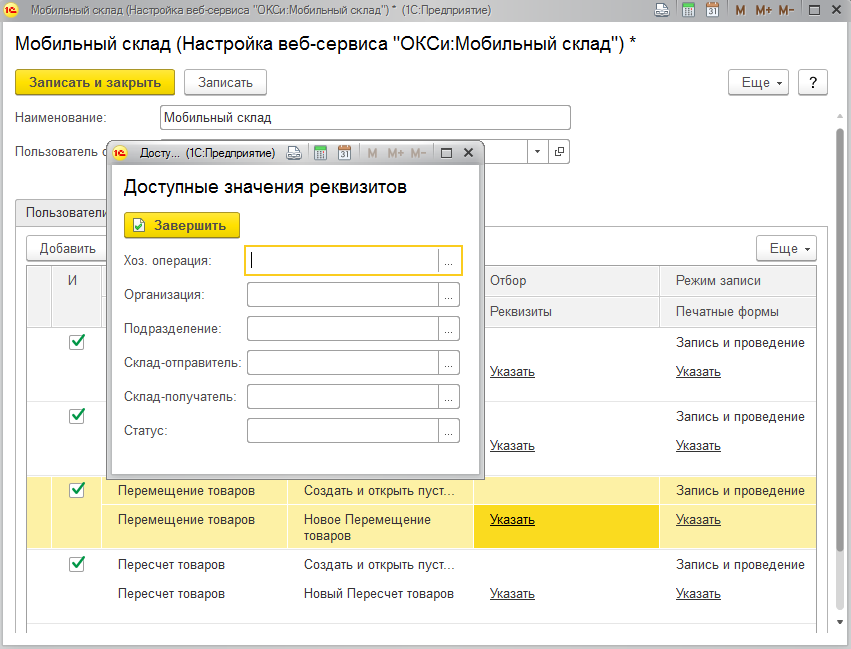 Мобильный склад (Настройка веб-сервиса "ОКСи:Мобильный склад") * (1С:Предприятие)
M M+ M-
Мобильный склад (Настройка веб-сервиса "ОКСи:Мобильный склад") *
Записать и закрыть
Записать
Еще
?
Наименование:
Мобильный склад
Пользователь
Досту... (1С:Предприятие)
M M+ M-
Доступные значения реквизитов
Завершить
Хоз. операция:
...
Организация:
...
Подразделение:
...
Склад-отправитель:
...
Склад-получатель:
...
Статус:
...
Пользователи
Добавить
Еще
И
Отбор
Режим записи
Реквизиты
Печатные формы
Запись и проведение
Указать
Указать
Запись и проведение
Указать
Указать
Перемещение товаров
Создать и открыть пуст...
Запись и проведение
Перемещение товаров
Новое Перемещение
товаров
Указать
Указать
Пересчет товаров
Создать и открыть пуст...
Запись и проведение
Пересчет товаров
Новый Пересчет товаров
Указать
Указать